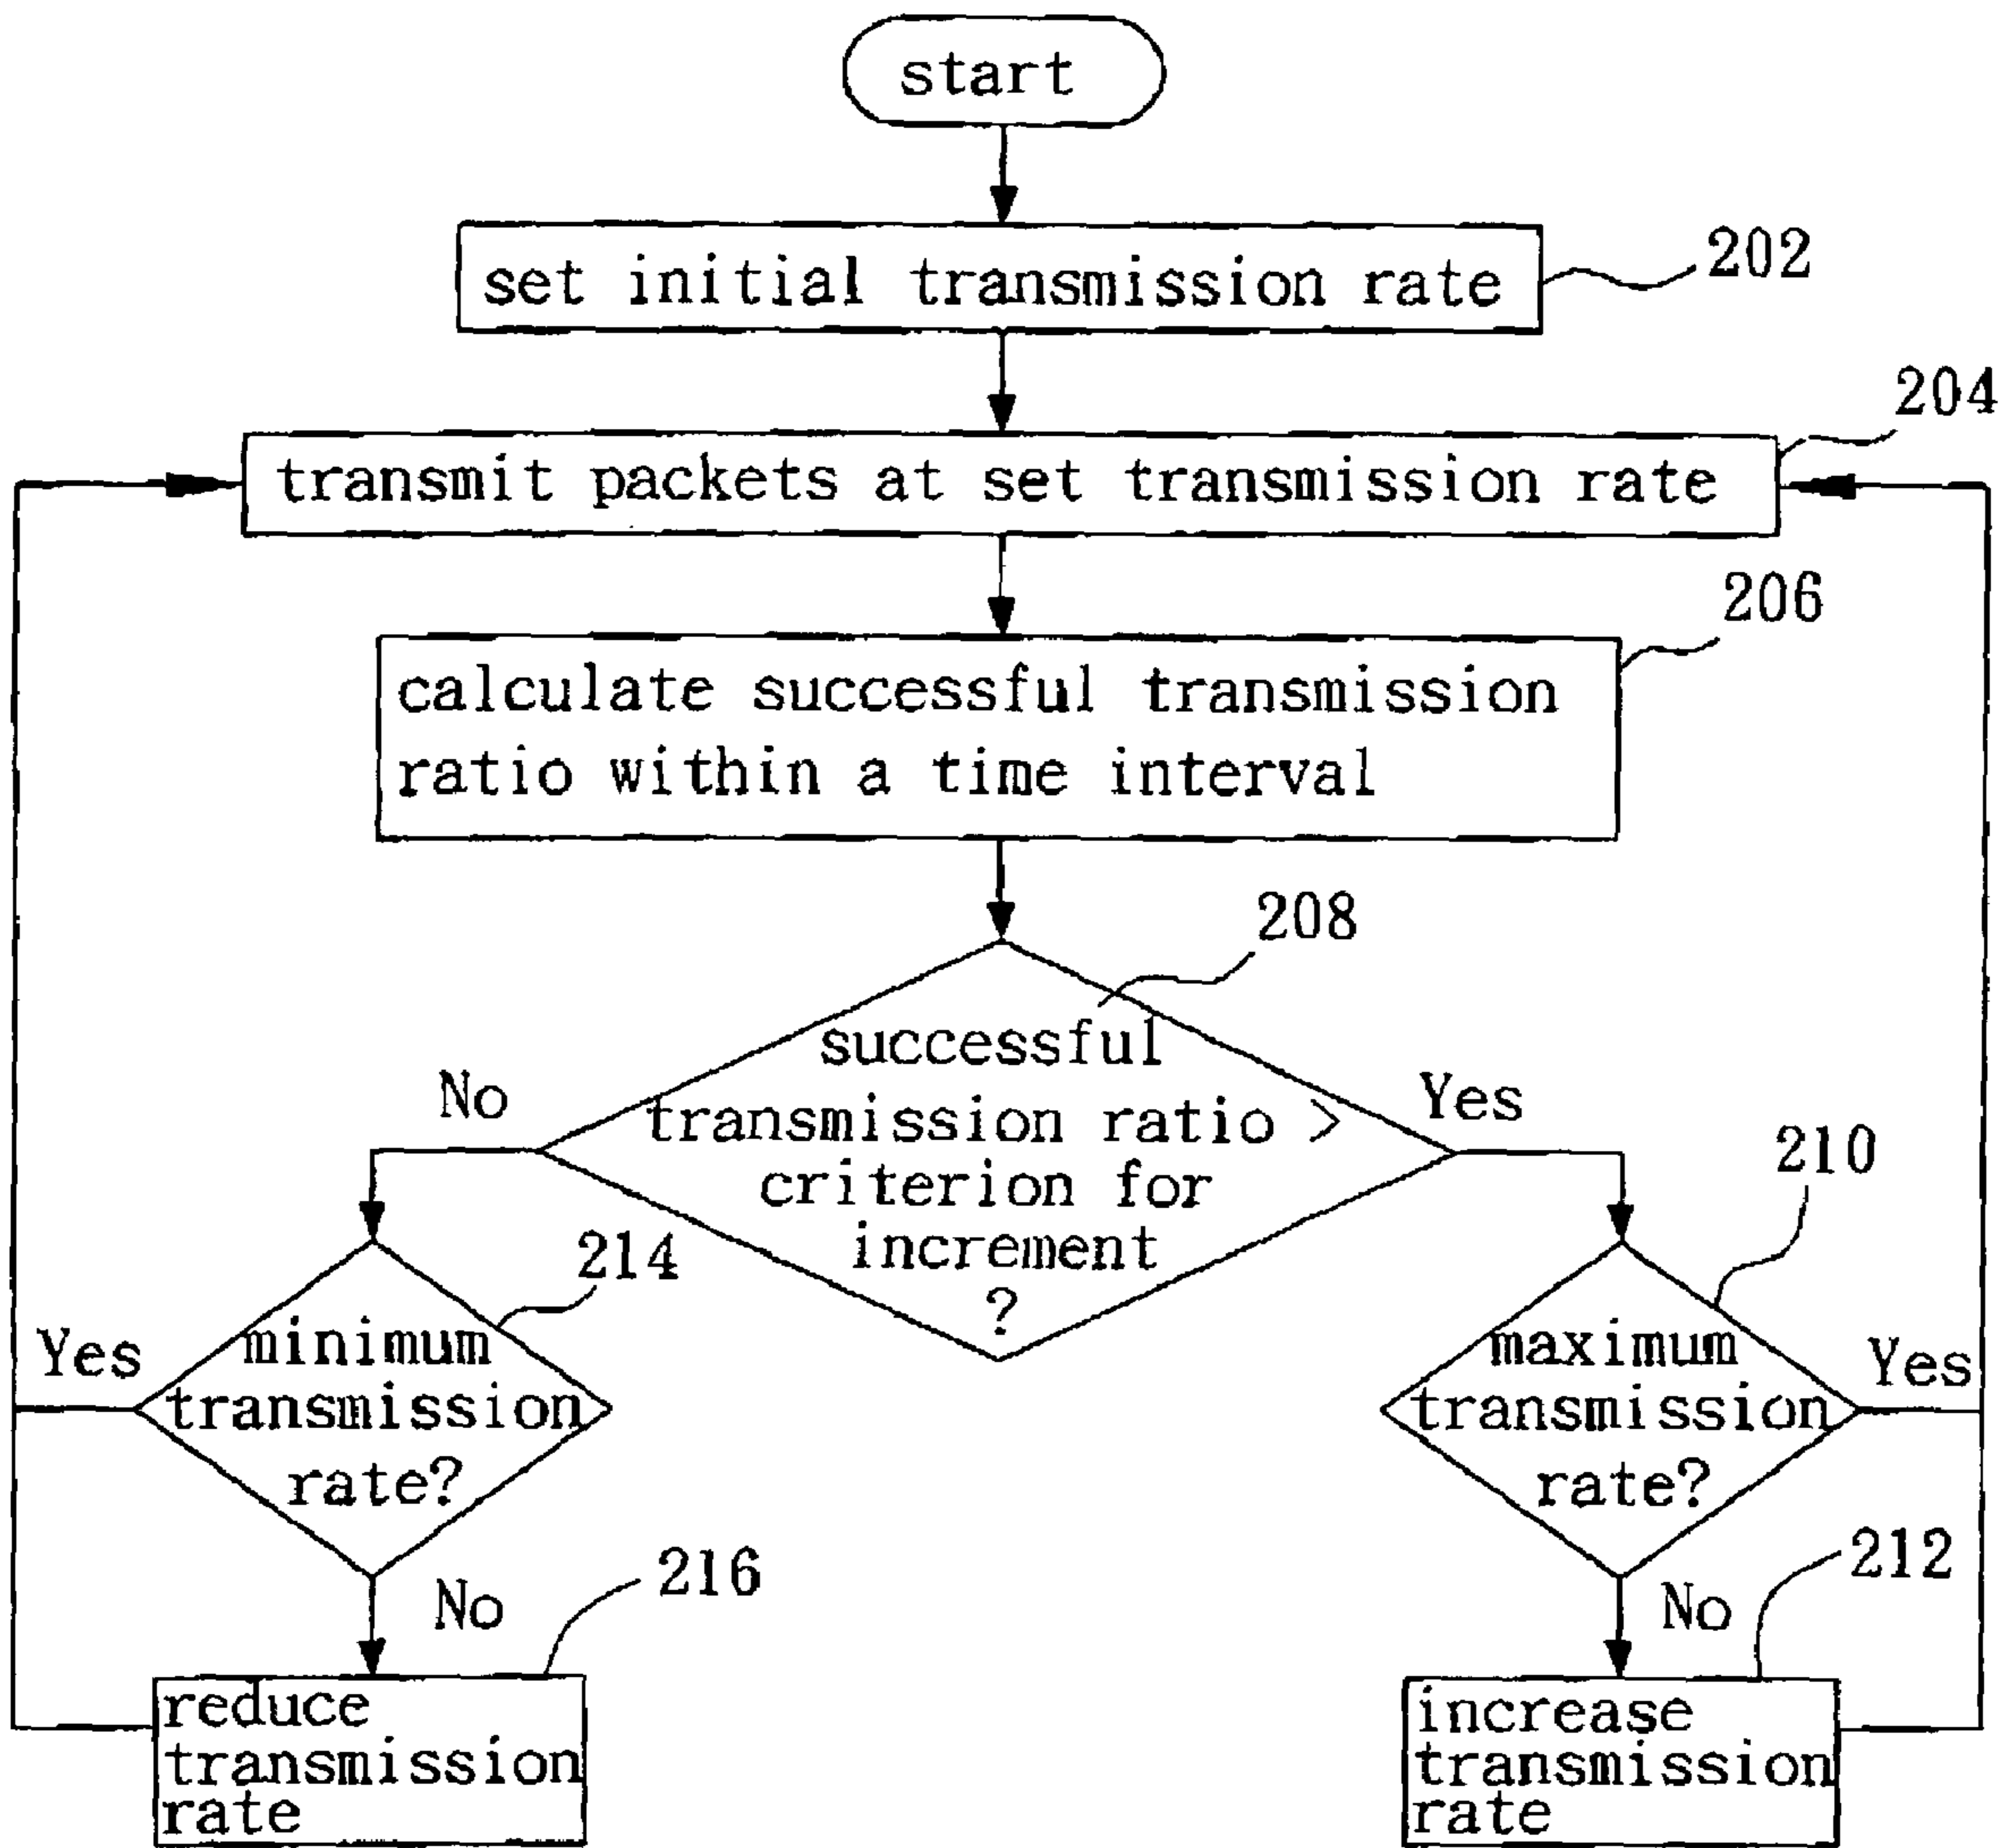 start
set initial transmission rate
202
204
transmit packets at set transmission rate
206
calculate successful transmission
ratio within a time interval
208
successful
transmission ratio >
criterion for
increment
?
No
Yes
210
214
minimum
transmission
rate?
Yes
maximum
transmission
rate?
Yes
216
No
212
No
reduce
transmission
rate
increase
transmission
rate